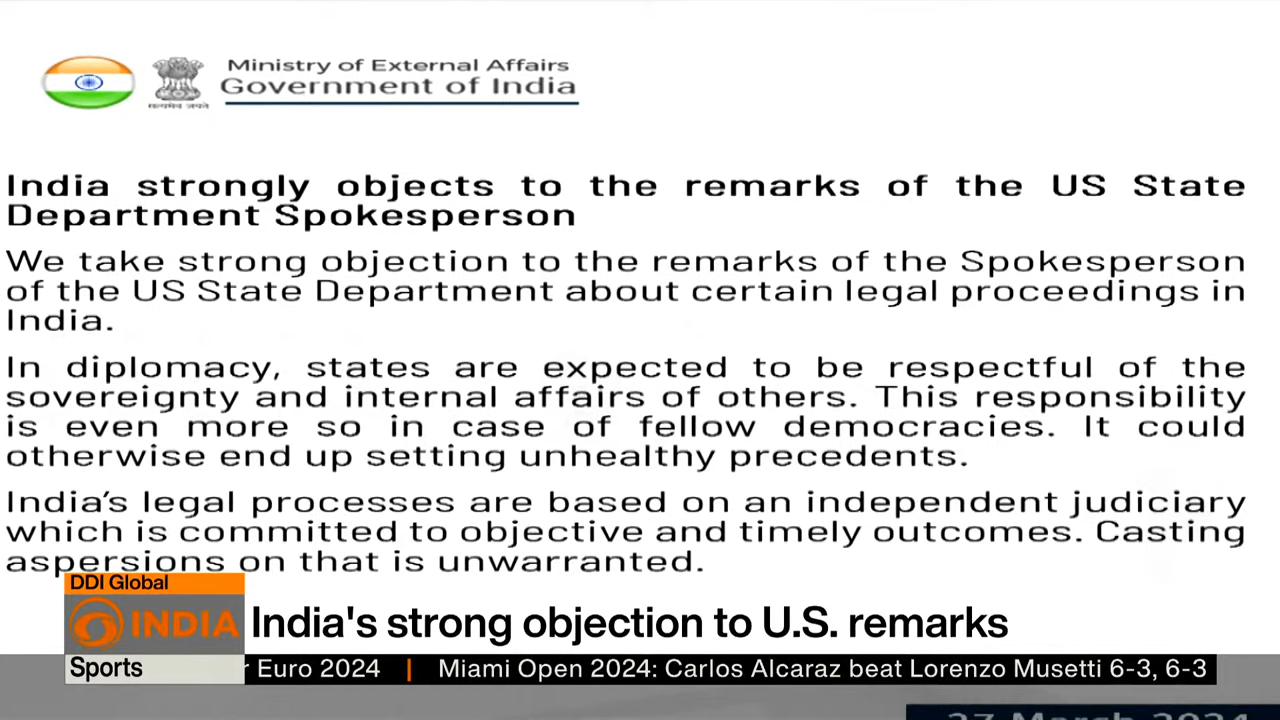 Ministry of External Affairs
Government of India
सत्यमेव जयते
India strongly objects to the remarks of the US State
Department Spokesperson
We take strong objection to the remarks of the Spokesperson
of the US State Department about certain legal proceedings in
India.
In diplomacy, states are expected to be respectful of the
sovereignty and internal affairs of others. This responsibility
is even more so in case of fellow democracies. It could
otherwise end up setting unhealthy precedents.
India’s legal processes are based on an independent judiciary
which is committed to objective and timely outcomes. Casting
aspersions on that is unwarranted.
DDI Global
INDIA
India's strong objection to U.S. remarks
Sports
r Euro 2024 | Miami Open 2024: Carlos Alcaraz beat Lorenzo Musetti 6-3, 6-3
27 March 2024